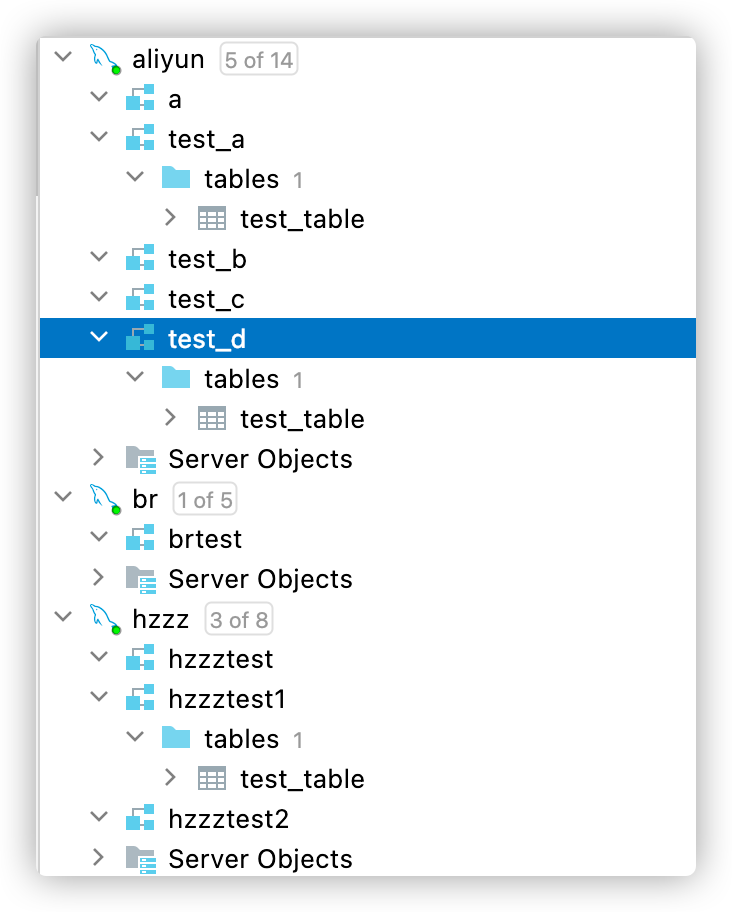 aliyun 5 of 14
a
test_a
tables 1
test_table
test_b
test_c
test_d
tables 1
test_table
Server Objects
br 1 of 5
brtest
Server Objects
hzzz 3 of 8
hzzztest
hzzztest1
tables 1
test_table
hzzztest2
Server Objects